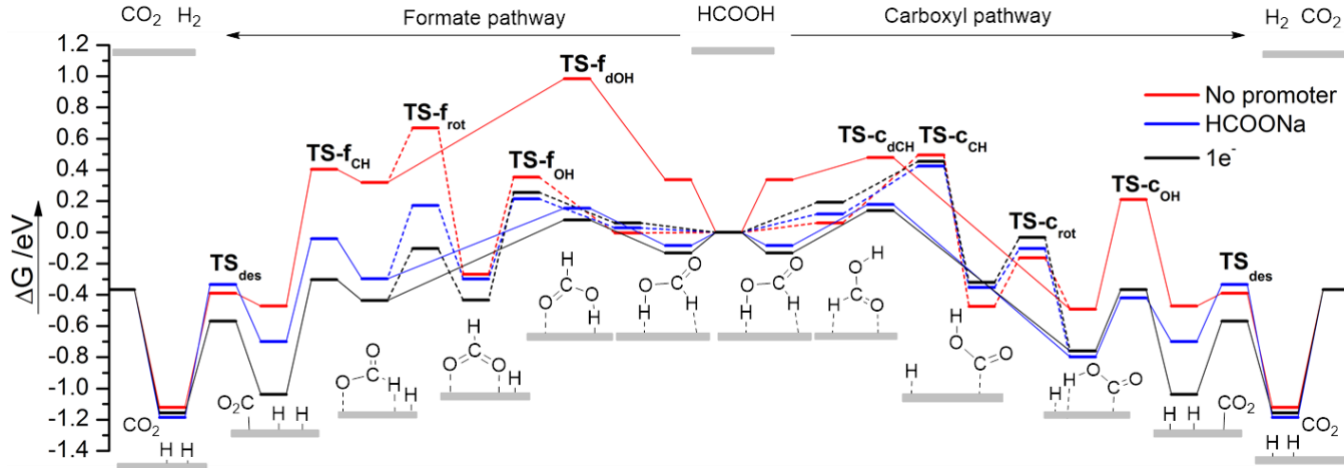 CO2 H2
Formate pathway
HCOOH
Carboxyl pathway
H2 CO2
ΔG /eV
1.2
1.0
0.8
0.6
0.4
0.2
0.0
-0.2
-0.4
-0.6
-0.8
-1.0
-1.2
-1.4
No promoter
HCOONa
1e-
TSdes
TS-fCH
TS-frot
TS-fdOH
TS-fOH
TS-cdCH
TS-cCH
TS-crot
TS-cOH
TSdes
CO2
H H
O2C H H
O
O C H H
H
O C O H
H
O C O
H
O
HO C
H H
O
HO C
H H
H
O
H C O
H
H
O O
H C
H
H O C O
H H CO2
CO2
H H